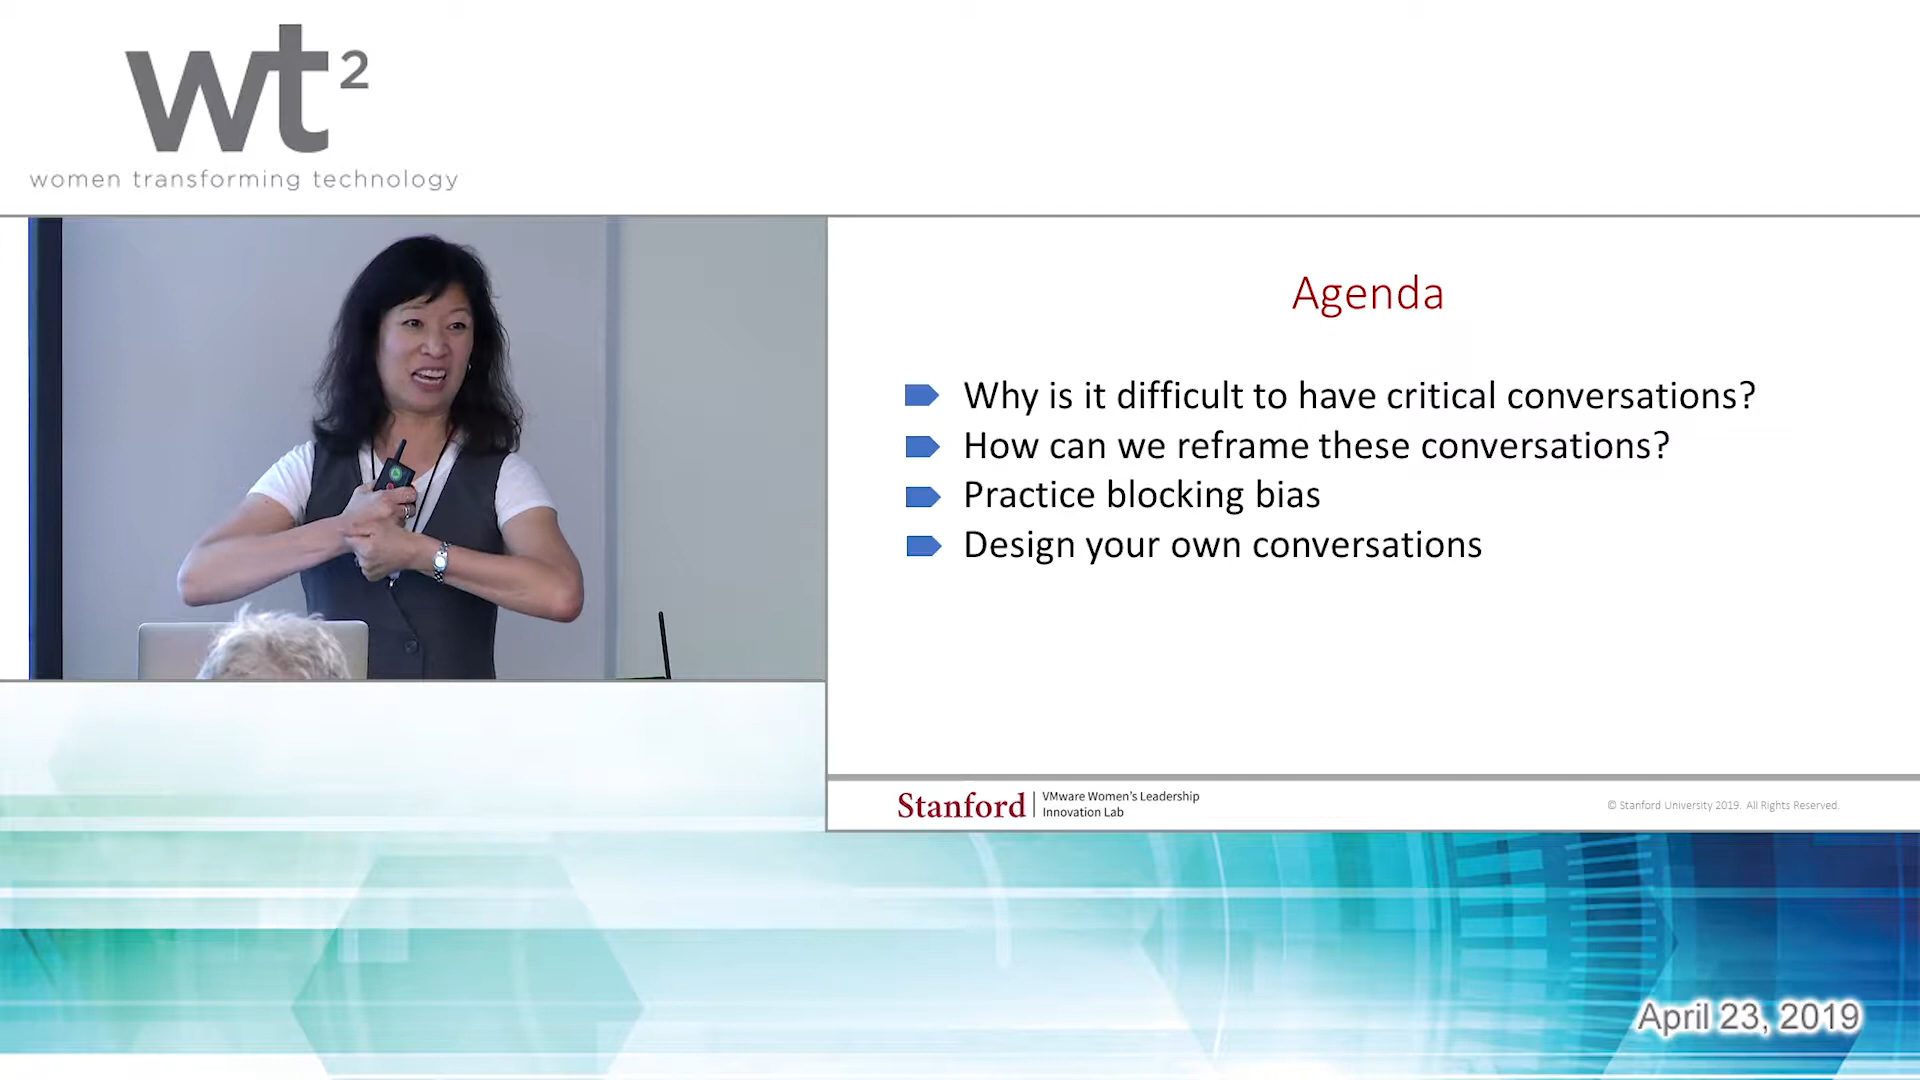 wt²
women transforming technology
Agenda
Why is it difficult to have critical conversations?
How can we reframe these conversations?
Practice blocking bias
Design your own conversations
Stanford
VMware Women's Leadership
Innovation Lab
© Stanford University 2019. All Rights Reserved.
April 23, 2019